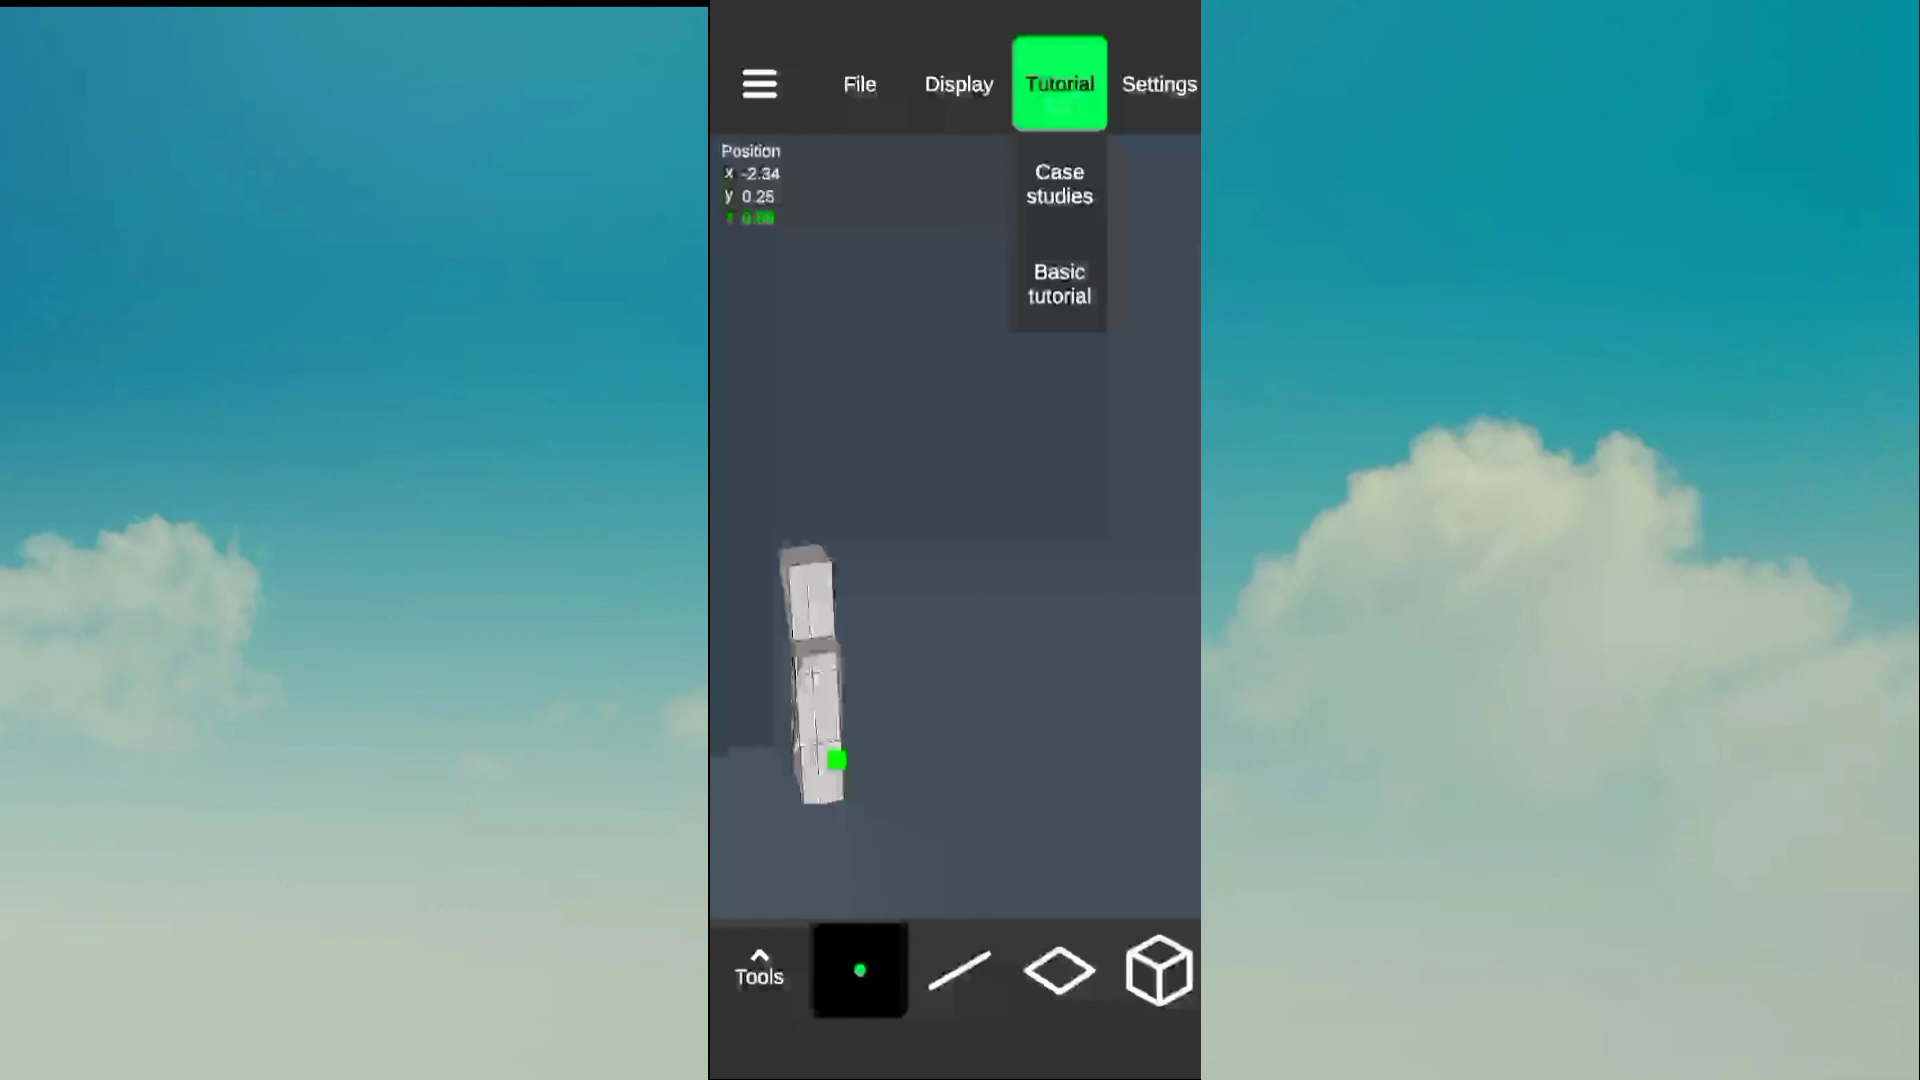 File
Display
Tutorial
Settings
Position
x -2.34
y 0.25
Case
studies
Basic
tutorial
Tools